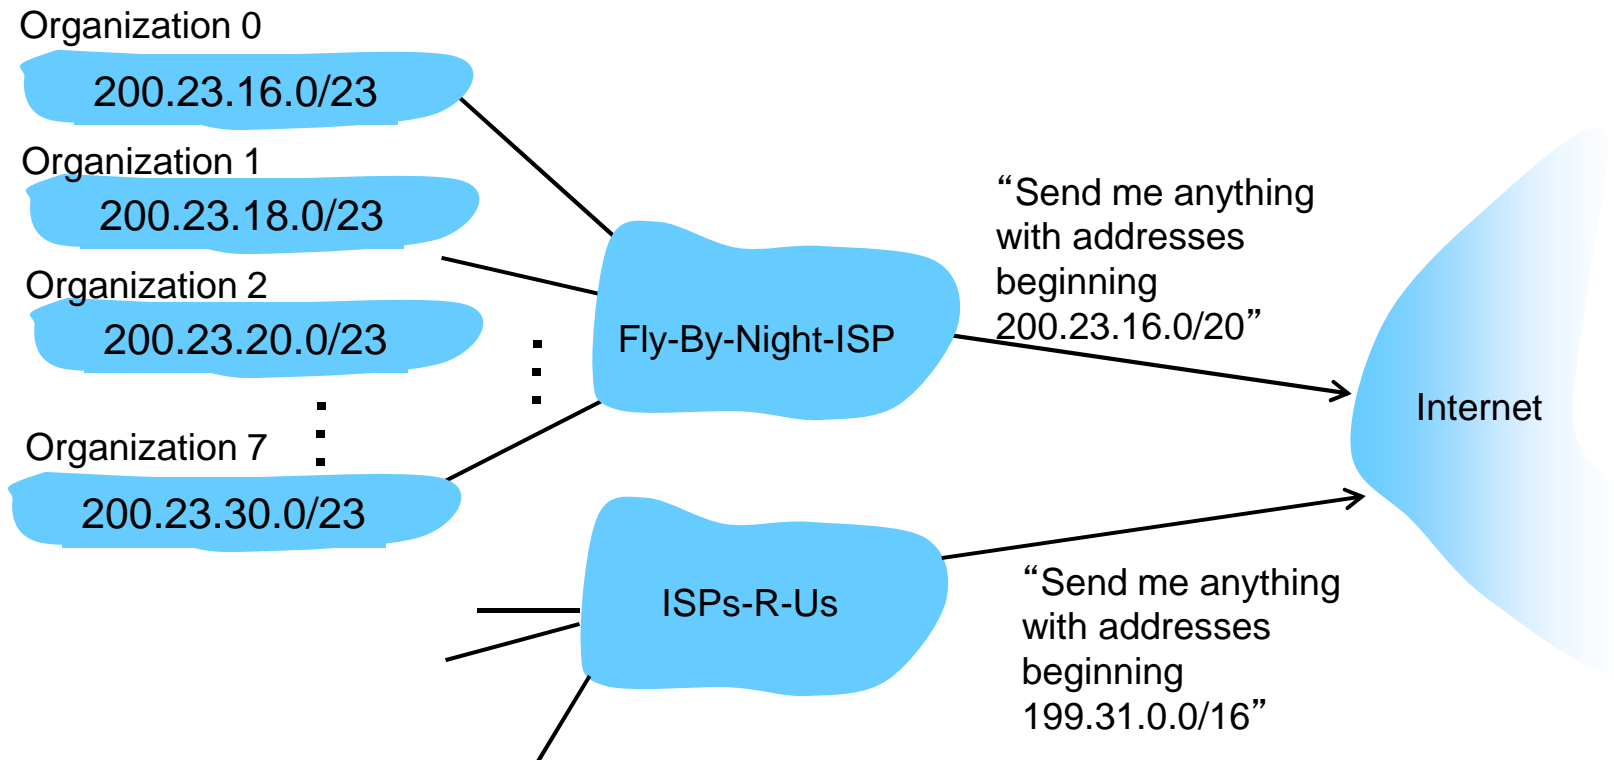 Organization 0
200.23.16.0/23
Organization 1
200.23.18.0/23
Organization 2
200.23.20.0/23
Organization 7
200.23.30.0/23
Fly-By-Night-ISP
“Send me anything
with addresses
beginning
200.23.16.0/20”
Internet
ISPs-R-Us
“Send me anything
with addresses
beginning
199.31.0.0/16”